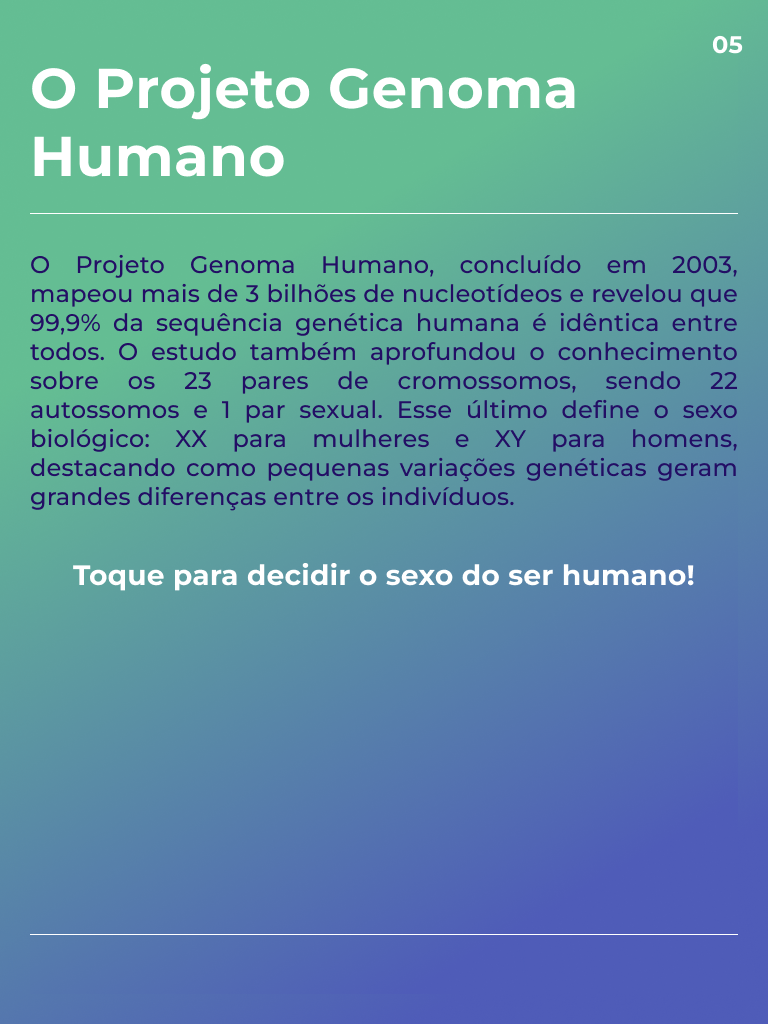 05
O Projeto Genoma
Humano
O Projeto Genoma Humano, concluído em 2003,
mapeou mais de 3 bilhões de nucleotídeos e revelou que
99,9% da sequência genética humana é idêntica entre
todos. O estudo também aprofundou o conhecimento
sobre os 23 pares de cromossomos, sendo 22
autossomos e 1 par sexual. Esse último define o sexo
biológico: XX para mulheres e XY para homens,
destacando como pequenas variações genéticas geram
grandes diferenças entre os indivíduos.
Toque para decidir o sexo do ser humano!